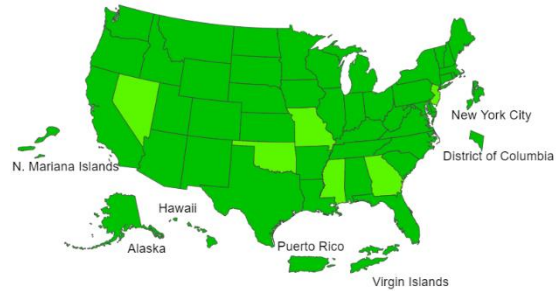 New York City
District of Columbia
N. Mariana Islands
Hawaii
Alaska
Puerto Rico
Virgin Islands